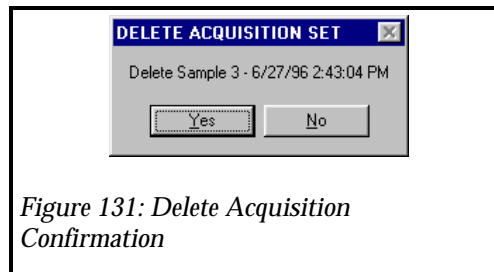 DELETE ACQUISITION SET
Delete Sample 3 - 6/27/96 2:43:04 PM
Yes
No
Figure 131: Delete Acquisition
Confirmation